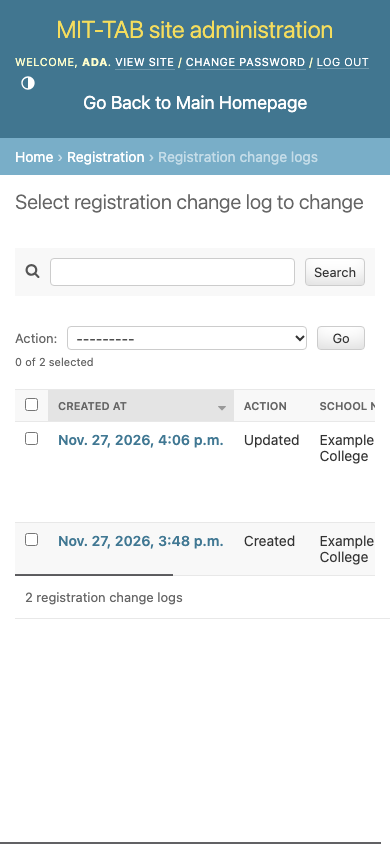 MIT-TAB site administration
WELCOME, ADA. VIEW SITE / CHANGE PASSWORD / LOG OUT
Go Back to Main Homepage
Home › Registration › Registration change logs
Select registration change log to change
Search
Action: --------- Go
0 of 2 selected
CREATED AT ACTION SCHOOL
Nov. 27, 2026, 4:06 p.m. Updated Example
College
Nov. 27, 2026, 3:48 p.m. Created Example
College
2 registration change logs